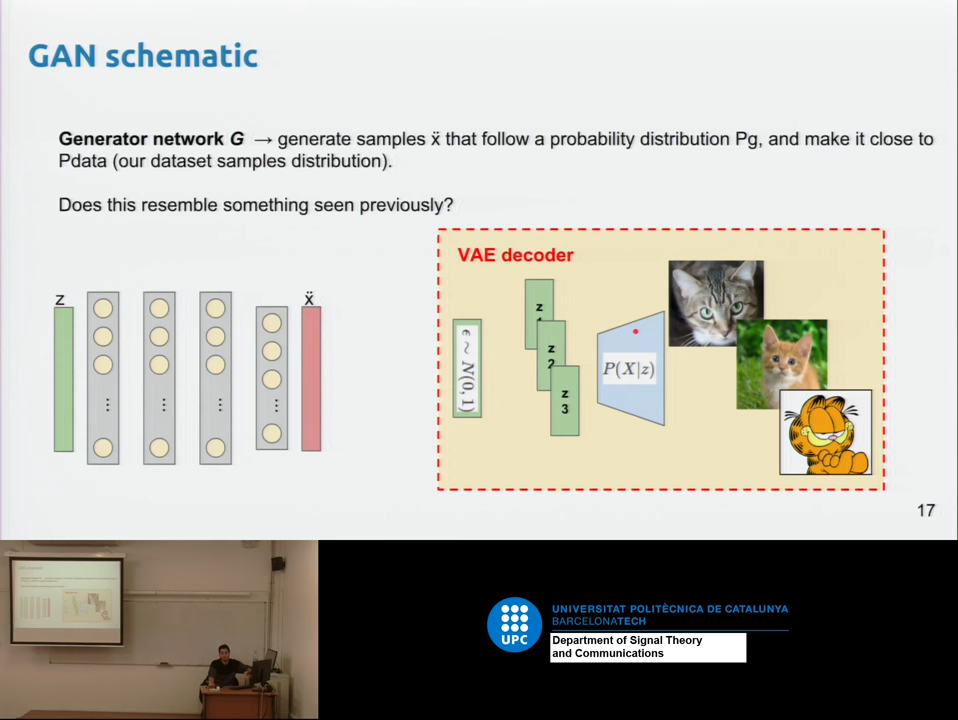 GAN schematic
Generator network G → generate samples ẍ that follow a probability distribution Pg, and make it close to
Pdata (our dataset samples distribution).
Does this resemble something seen previously?
VAE decoder
z
ẍ
...
...
...
...
ϵ ~ N(0,1)
z
z
2
z
3
P(X|z)
17
UNIVERSITAT POLITÈCNICA DE CATALUNYA
BARCELONATECH
UPC
Department of Signal Theory
and Communications